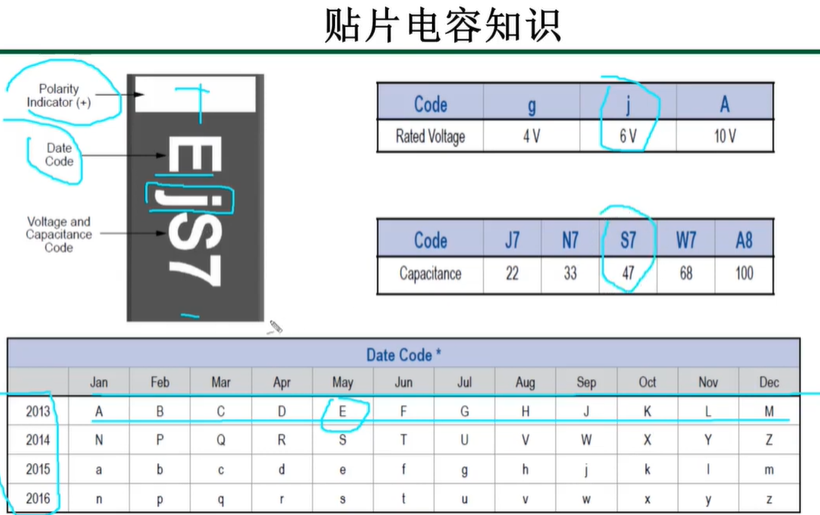 贴片电容知识
Polarity
Indicator (+)
Date
Code
Voltage and
Capacitance
Code
EjS7
Code g j A
Rated Voltage 4 V 6 V 10 V
Code J7 N7 S7 W7 A8
Capacitance 22 33 47 68 100
Date Code *
Jan Feb Mar Apr May Jun Jul Aug Sep Oct Nov Dec
2013 A B C D E F G H J K L M
2014 N P Q R S T U V W X Y Z
2015 a b c d e f g h j k l m
2016 n p q r s t u v w x y z